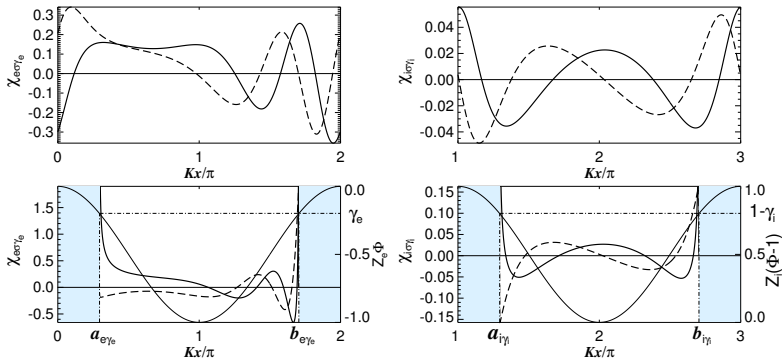 0.3
0.2
0.1
0.0
-0.1
-0.2
-0.3
χeσγe
0 1 2
Kx/π
0.04
0.02
0.00
-0.02
-0.04
χiσγi
1 2 3
Kx/π
1.5
1.0
0.5
0.0
-0.5
χeσγe
0.0
-0.5
-1.0
γe
ZeΦ
0 1 2
aeγe
beγe
Kx/π
0.15
0.10
0.05
0.00
-0.05
-0.10
-0.15
χiσγi
1.0
0.5
0.0
1-γi
Zi(Φ-1)
1 2 3
aiγi
biγi
Kx/π